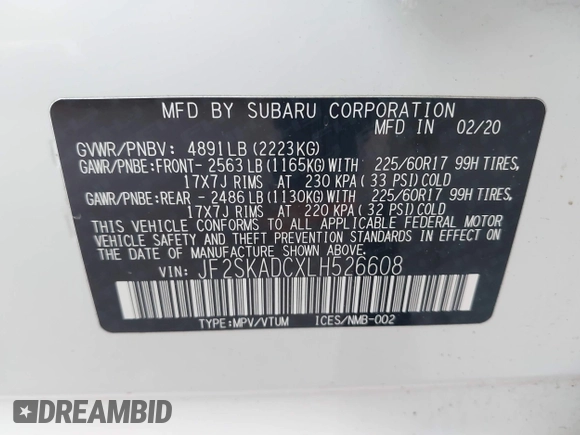 MFD BY SUBARU CORPORATION
MFD IN 02/20
GVWR/PNBV: 4891LB (2223KG)
GAWR/PNBE:FRONT- 2563LB (1165KG)WITH 225/60R17 99H TIRES,
17X7J RIMS AT 230 KPA (33 PSI)COLD
GAWR/PNBE:REAR - 2486LB (1130KG)WITH 225/60R17 99H TIRES,
17X7J RIMS AT 220 KPA (32 PSI)COLD
THIS VEHICLE CONFORMS TO ALL APPLICABLE FEDERAL MOTOR
VEHICLE SAFETY AND THEFT PREVENTION STANDARDS IN EFFECT ON
THE DATE OF MANUFACTURE SHOWN ABOVE.
VIN: JF2SKADCXLH526608
TYPE:MPV/VTUM ICES/NMB-002
DREAMBID